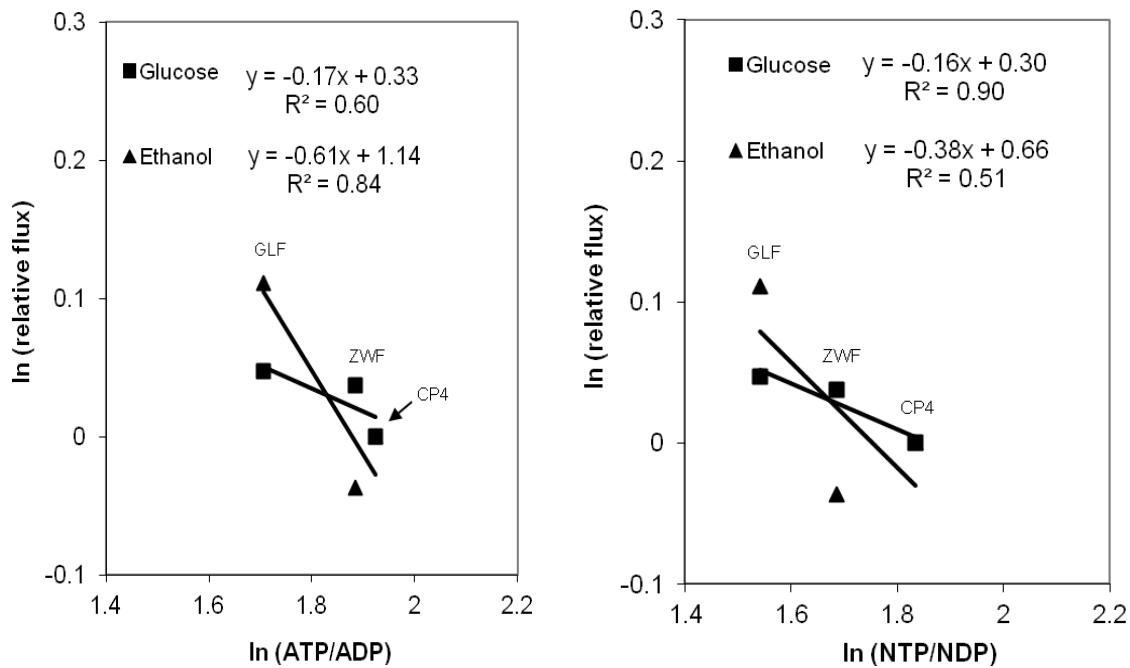 0.3
Glucose y = -0.17x + 0.33
R² = 0.60
0.2
Ethanol y = -0.61x + 1.14
R² = 0.84
ln (relative flux)
GLF
0.1
ZWF
CP4
0
-0.1
1.4 1.6 1.8 2 2.2
ln (ATP/ADP)
0.3
Glucose y = -0.16x + 0.30
R² = 0.90
0.2
Ethanol y = -0.38x + 0.66
R² = 0.51
ln (relative flux)
GLF
0.1
ZWF
CP4
0
-0.1
1.4 1.6 1.8 2 2.2
ln (NTP/NDP)